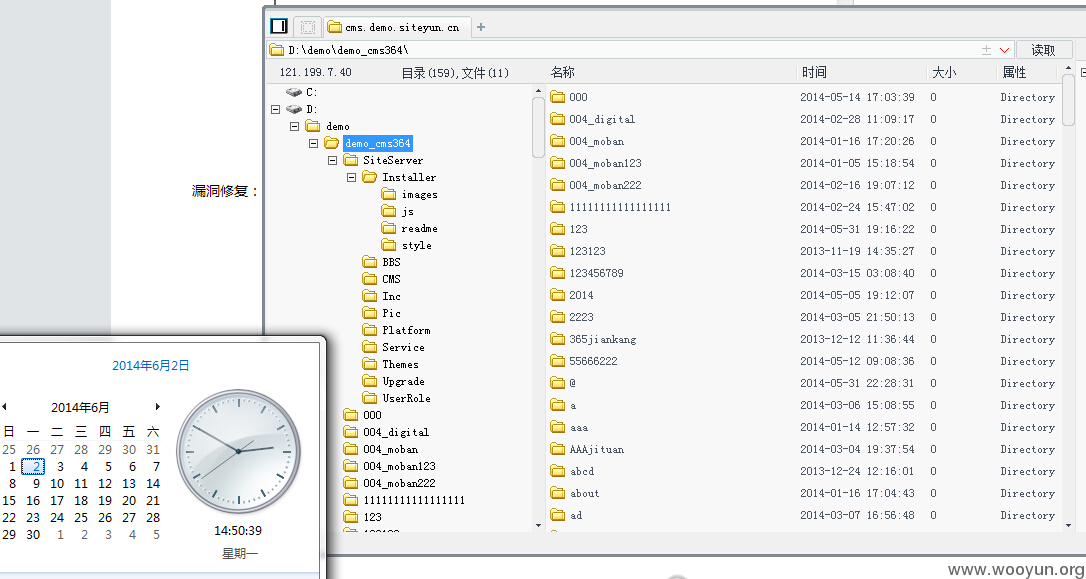 cms.demo.siteyun.cn
D:\demo\demo_cms364\
读取
121.199.7.40 目录(159),文件(11) 名称 时间 大小 属性
C:
D:
demo
demo_cms364
SiteServer
Installer
images
js
readme
style
BBS
CMS
Inc
Pic
Platform
Service
Themes
Upgrade
UserRole
000
004_digital
004_moban
004_moban123
004_moban222
11111111111111111
123
000 2014-05-14 17:03:39 0 Directory
004_digital 2014-02-28 11:09:17 0 Directory
004_moban 2014-01-16 17:20:26 0 Directory
004_moban123 2014-01-05 15:18:54 0 Directory
004_moban222 2014-02-16 19:07:12 0 Directory
11111111111111111 2014-02-24 15:47:02 0 Directory
123 2014-05-31 19:16:22 0 Directory
123123 2013-11-19 14:35:27 0 Directory
123456789 2014-03-15 03:08:40 0 Directory
2014 2014-05-05 19:12:07 0 Directory
2223 2014-03-05 21:50:13 0 Directory
365jiankang 2013-12-12 11:36:44 0 Directory
55666222 2014-05-12 09:08:36 0 Directory
@ 2014-05-31 22:28:31 0 Directory
a 2014-03-06 15:08:55 0 Directory
aaa 2014-01-14 12:57:32 0 Directory
AAAjituan 2014-03-04 19:37:54 0 Directory
abcd 2013-12-24 12:16:01 0 Directory
about 2014-01-16 17:04:43 0 Directory
ad 2014-03-07 16:56:48 0 Directory
漏洞修复：
2014年6月2日
2014年6月
日 一 二 三 四 五 六
25 26 27 28 29 30 31
1 2 3 4 5 6 7
8 9 10 11 12 13 14
15 16 17 18 19 20 21
22 23 24 25 26 27 28
29 30 1 2 3 4 5
14:50:39
星期一
www.wooyun.org